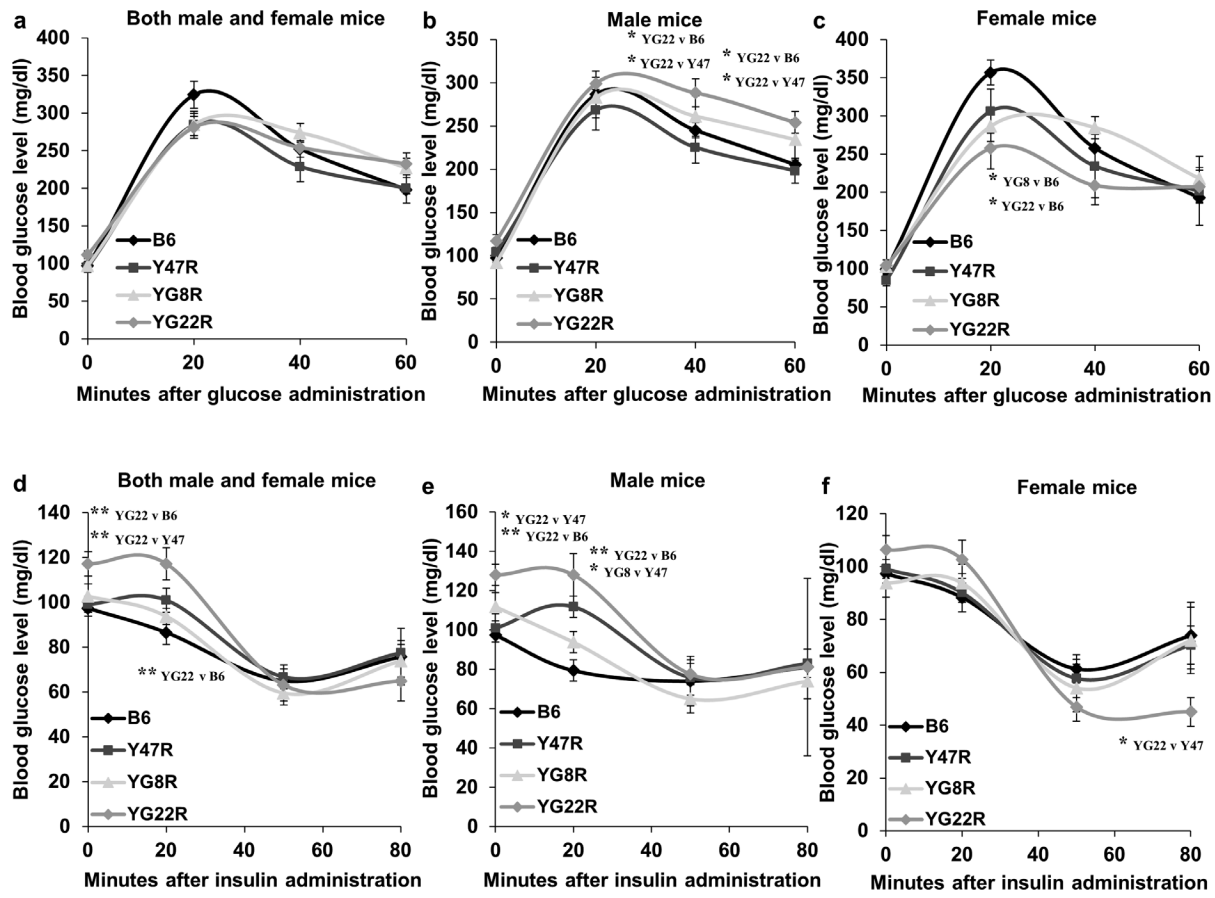 a
Both male and female mice
Blood glucose level (mg/dl)
400
350
300
250
200
150
100
50
0
B6
Y47R
YG8R
YG22R
0 20 40 60
Minutes after glucose administration
b
Male mice
* YG22 v B6
* YG22 v Y47
* YG22 v B6
* YG22 v Y47
Blood glucose level (mg/dl)
350
300
250
200
150
100
50
0
B6
Y47R
YG8R
YG22R
0 20 40 60
Minutes after glucose administration
c
Female mice
Blood glucose level (mg/dl)
400
350
300
250
200
150
100
50
0
* YG8 v B6
* YG22 v B6
B6
Y47R
YG8R
YG22R
0 20 40 60
Minutes after glucose administration
d
Both male and female mice
** YG22 v B6
** YG22 v Y47
Blood glucose level (mg/dl)
140
120
100
80
60
40
20
0
** YG22 v B6
B6
Y47R
YG8R
YG22R
0 20 40 60 80
Minutes after insulin administration
e
Male mice
* YG22 v Y47
** YG22 v B6
** YG22 v B6
* YG8 v Y47
Blood glucose level (mg/dl)
160
140
120
100
80
60
40
20
0
B6
Y47R
YG8R
YG22R
0 20 40 60 80
Minutes after insulin administration
f
Female mice
Blood glucose level (mg/dl)
120
100
80
60
40
20
0
* YG22 v Y47
B6
Y47R
YG8R
YG22R
0 20 40 60 80
Minutes after insulin administration